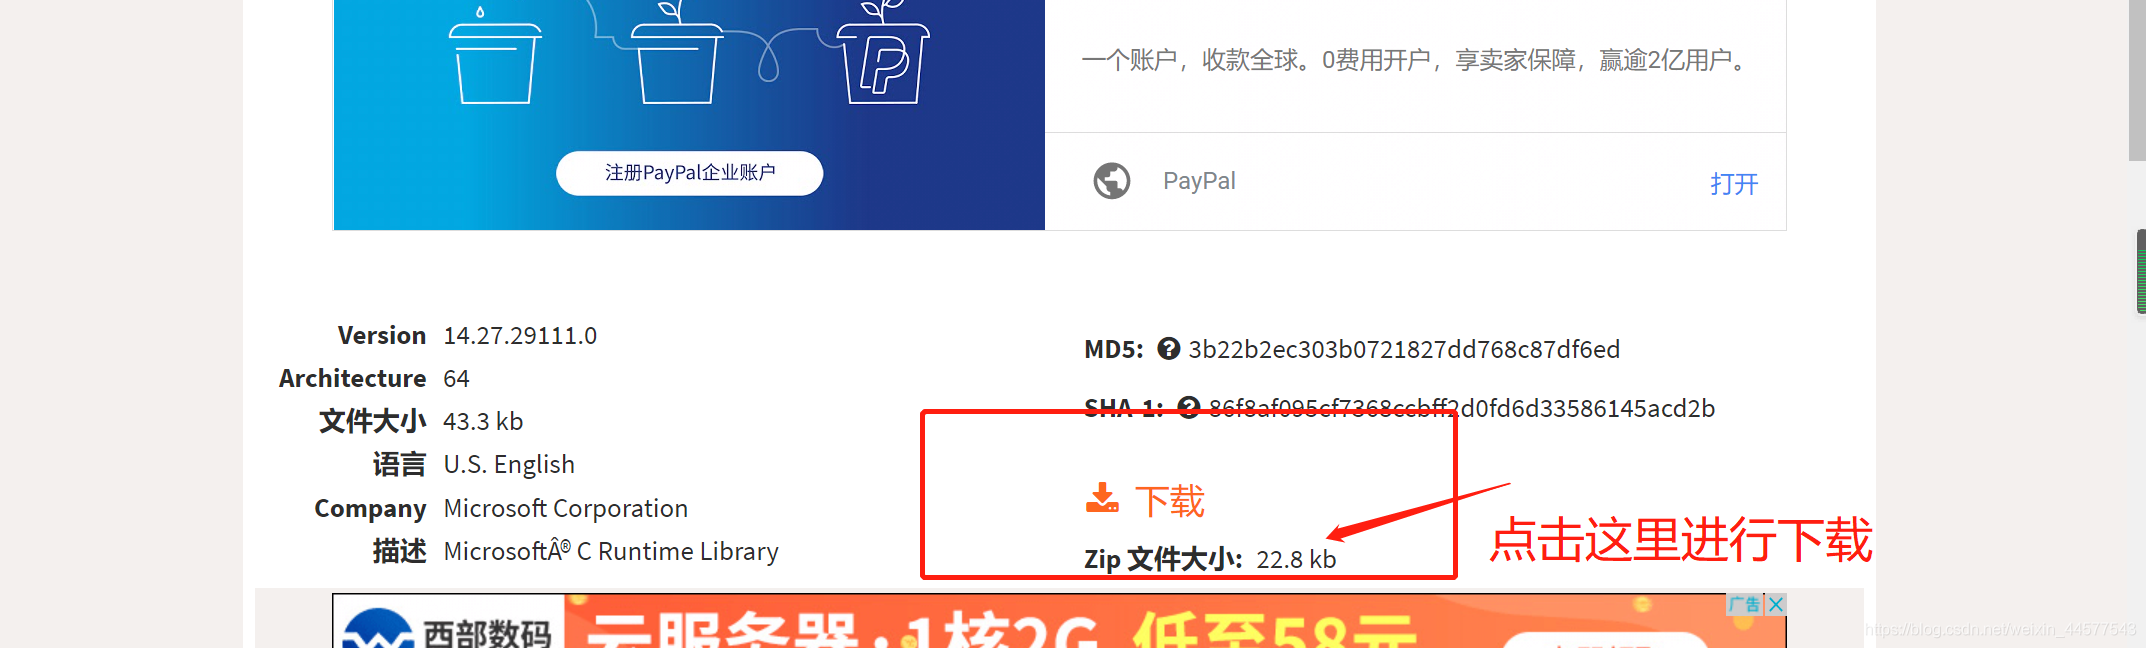 一个账户，收款全球。0费用开户，享卖家保障，赢逾2亿用户。
注册PayPal企业账户
PayPal
打开
Version 14.27.29111.0
Architecture 64
文件大小 43.3 kb
语言 U.S. English
Company Microsoft Corporation
描述 MicrosoftÂ® C Runtime Library
MD5: 3b22b2ec303b0721827dd768c87df6ed
SHA-1: 86f8af095cf7368ccbff2d0fd6d33586145acd2b
下载
Zip 文件大小: 22.8 kb
点击这里进行下载
广告
西部数码
云服务器·1核2G 低至58元
https://blog.csdn.net/weixin_44577543